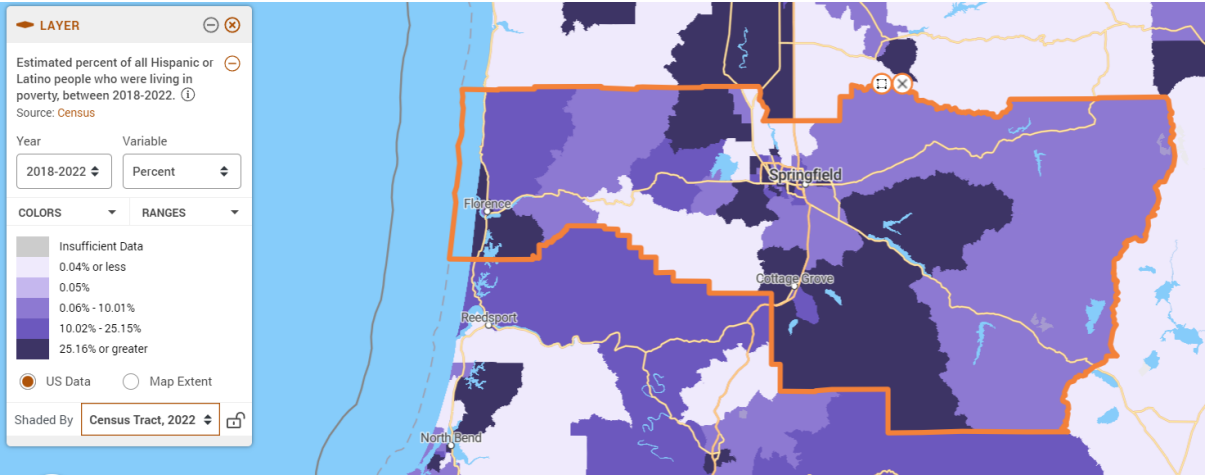 LAYER
Estimated percent of all Hispanic or
Latino people who were living in
poverty, between 2018-2022.
Source: Census
Year
Variable
2018-2022
Percent
COLORS
RANGES
Insufficient Data
0.04% or less
0.05%
0.06% - 10.01%
10.02% - 25.15%
25.16% or greater
US Data
Map Extent
Shaded By
Census Tract, 2022
Springfield
Florence
Cottage Grove
Reedsport
North Bend